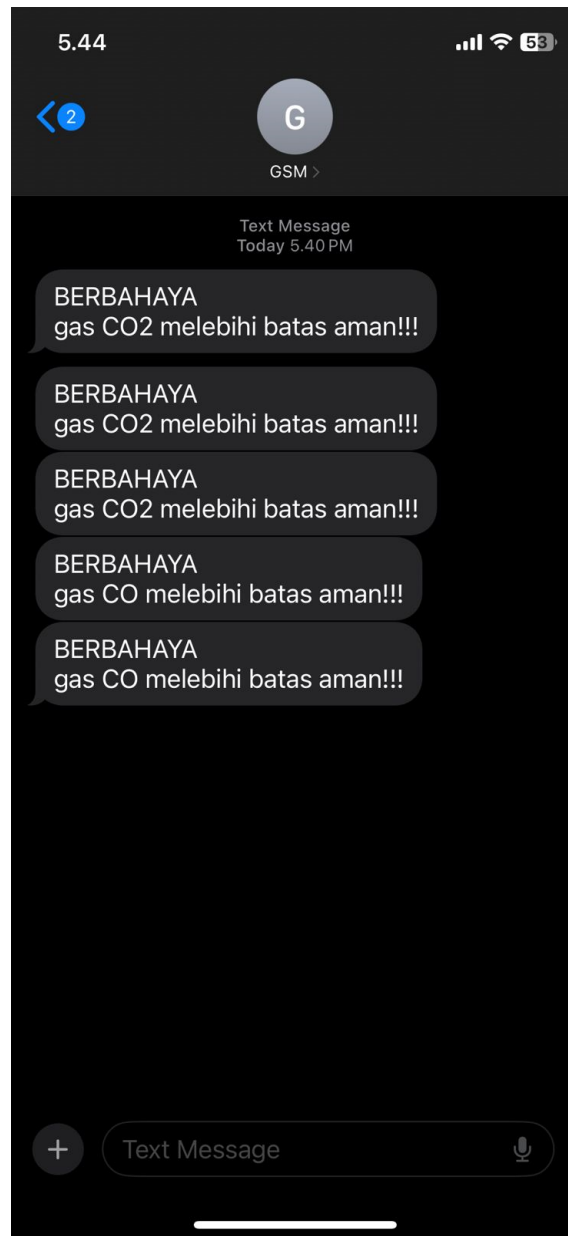 5.44
53
2
G
GSM
Text Message
Today 5.40 PM
BERBAHAYA
gas CO2 melebihi batas aman!!!
BERBAHAYA
gas CO2 melebihi batas aman!!!
BERBAHAYA
gas CO2 melebihi batas aman!!!
BERBAHAYA
gas CO melebihi batas aman!!!
BERBAHAYA
gas CO melebihi batas aman!!!
Text Message